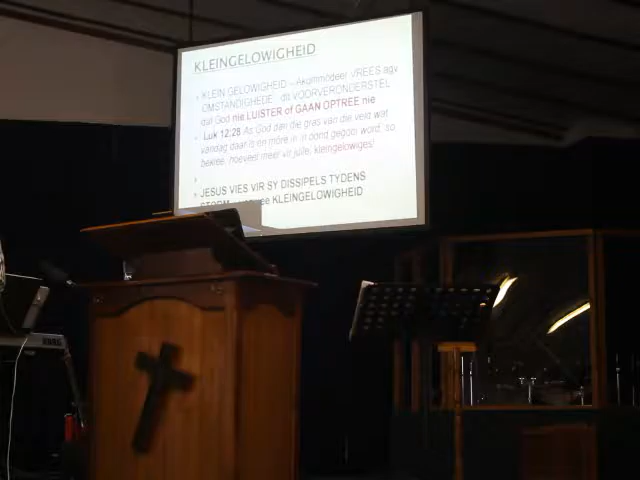 KLEINGELOWIGHEID
KLEIN GELOWIGHEID – Akommodeer VREES agv
OMSTANDIGHEDE dit VOORVERONDERSTEL
dat God nie LUISTER of GAAN OPTREE nie
Luk 12:28 As God dan die gras van die veld wat
vandag daar is en môre in 'n oond gegooi word, so
beklee, hoeveel meer vir julle, kleingelowiges!
JESUS VIES VIR SY DISSIPELS TYDENS
STORM KLEINGELOWIGHEID
KORG